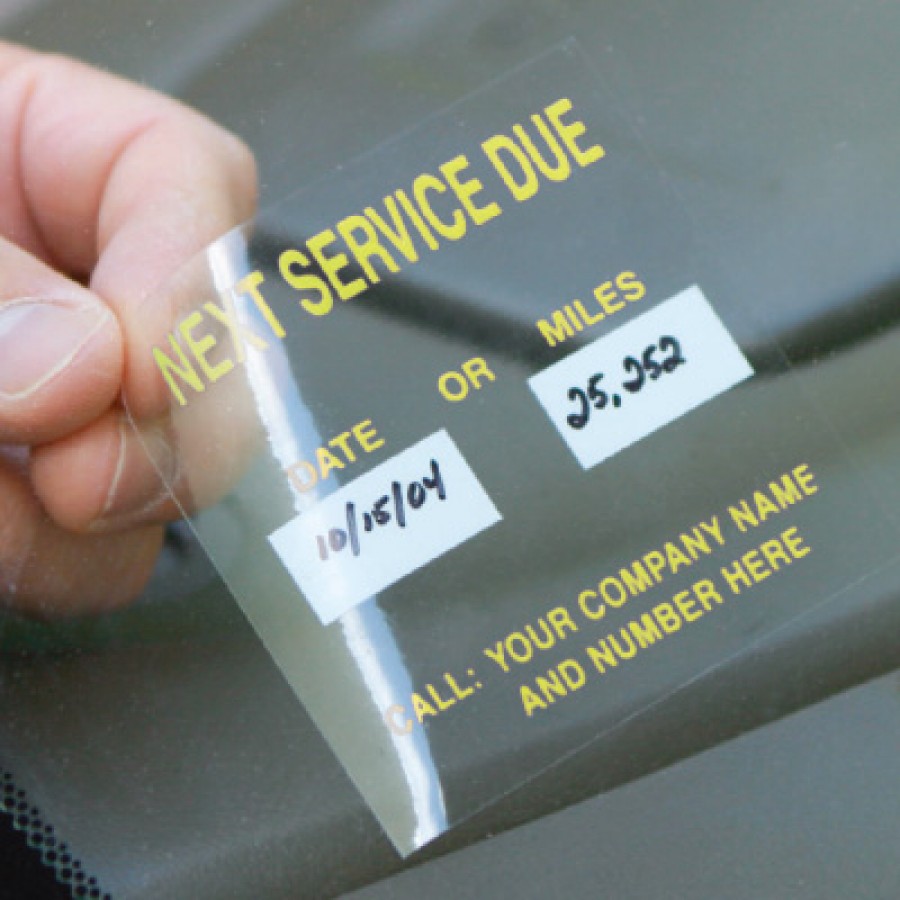 NEXT SERVICE DUE
DATE OR MILES
10/15/04 25,252
CALL: YOUR COMPANY NAME
AND NUMBER HERE